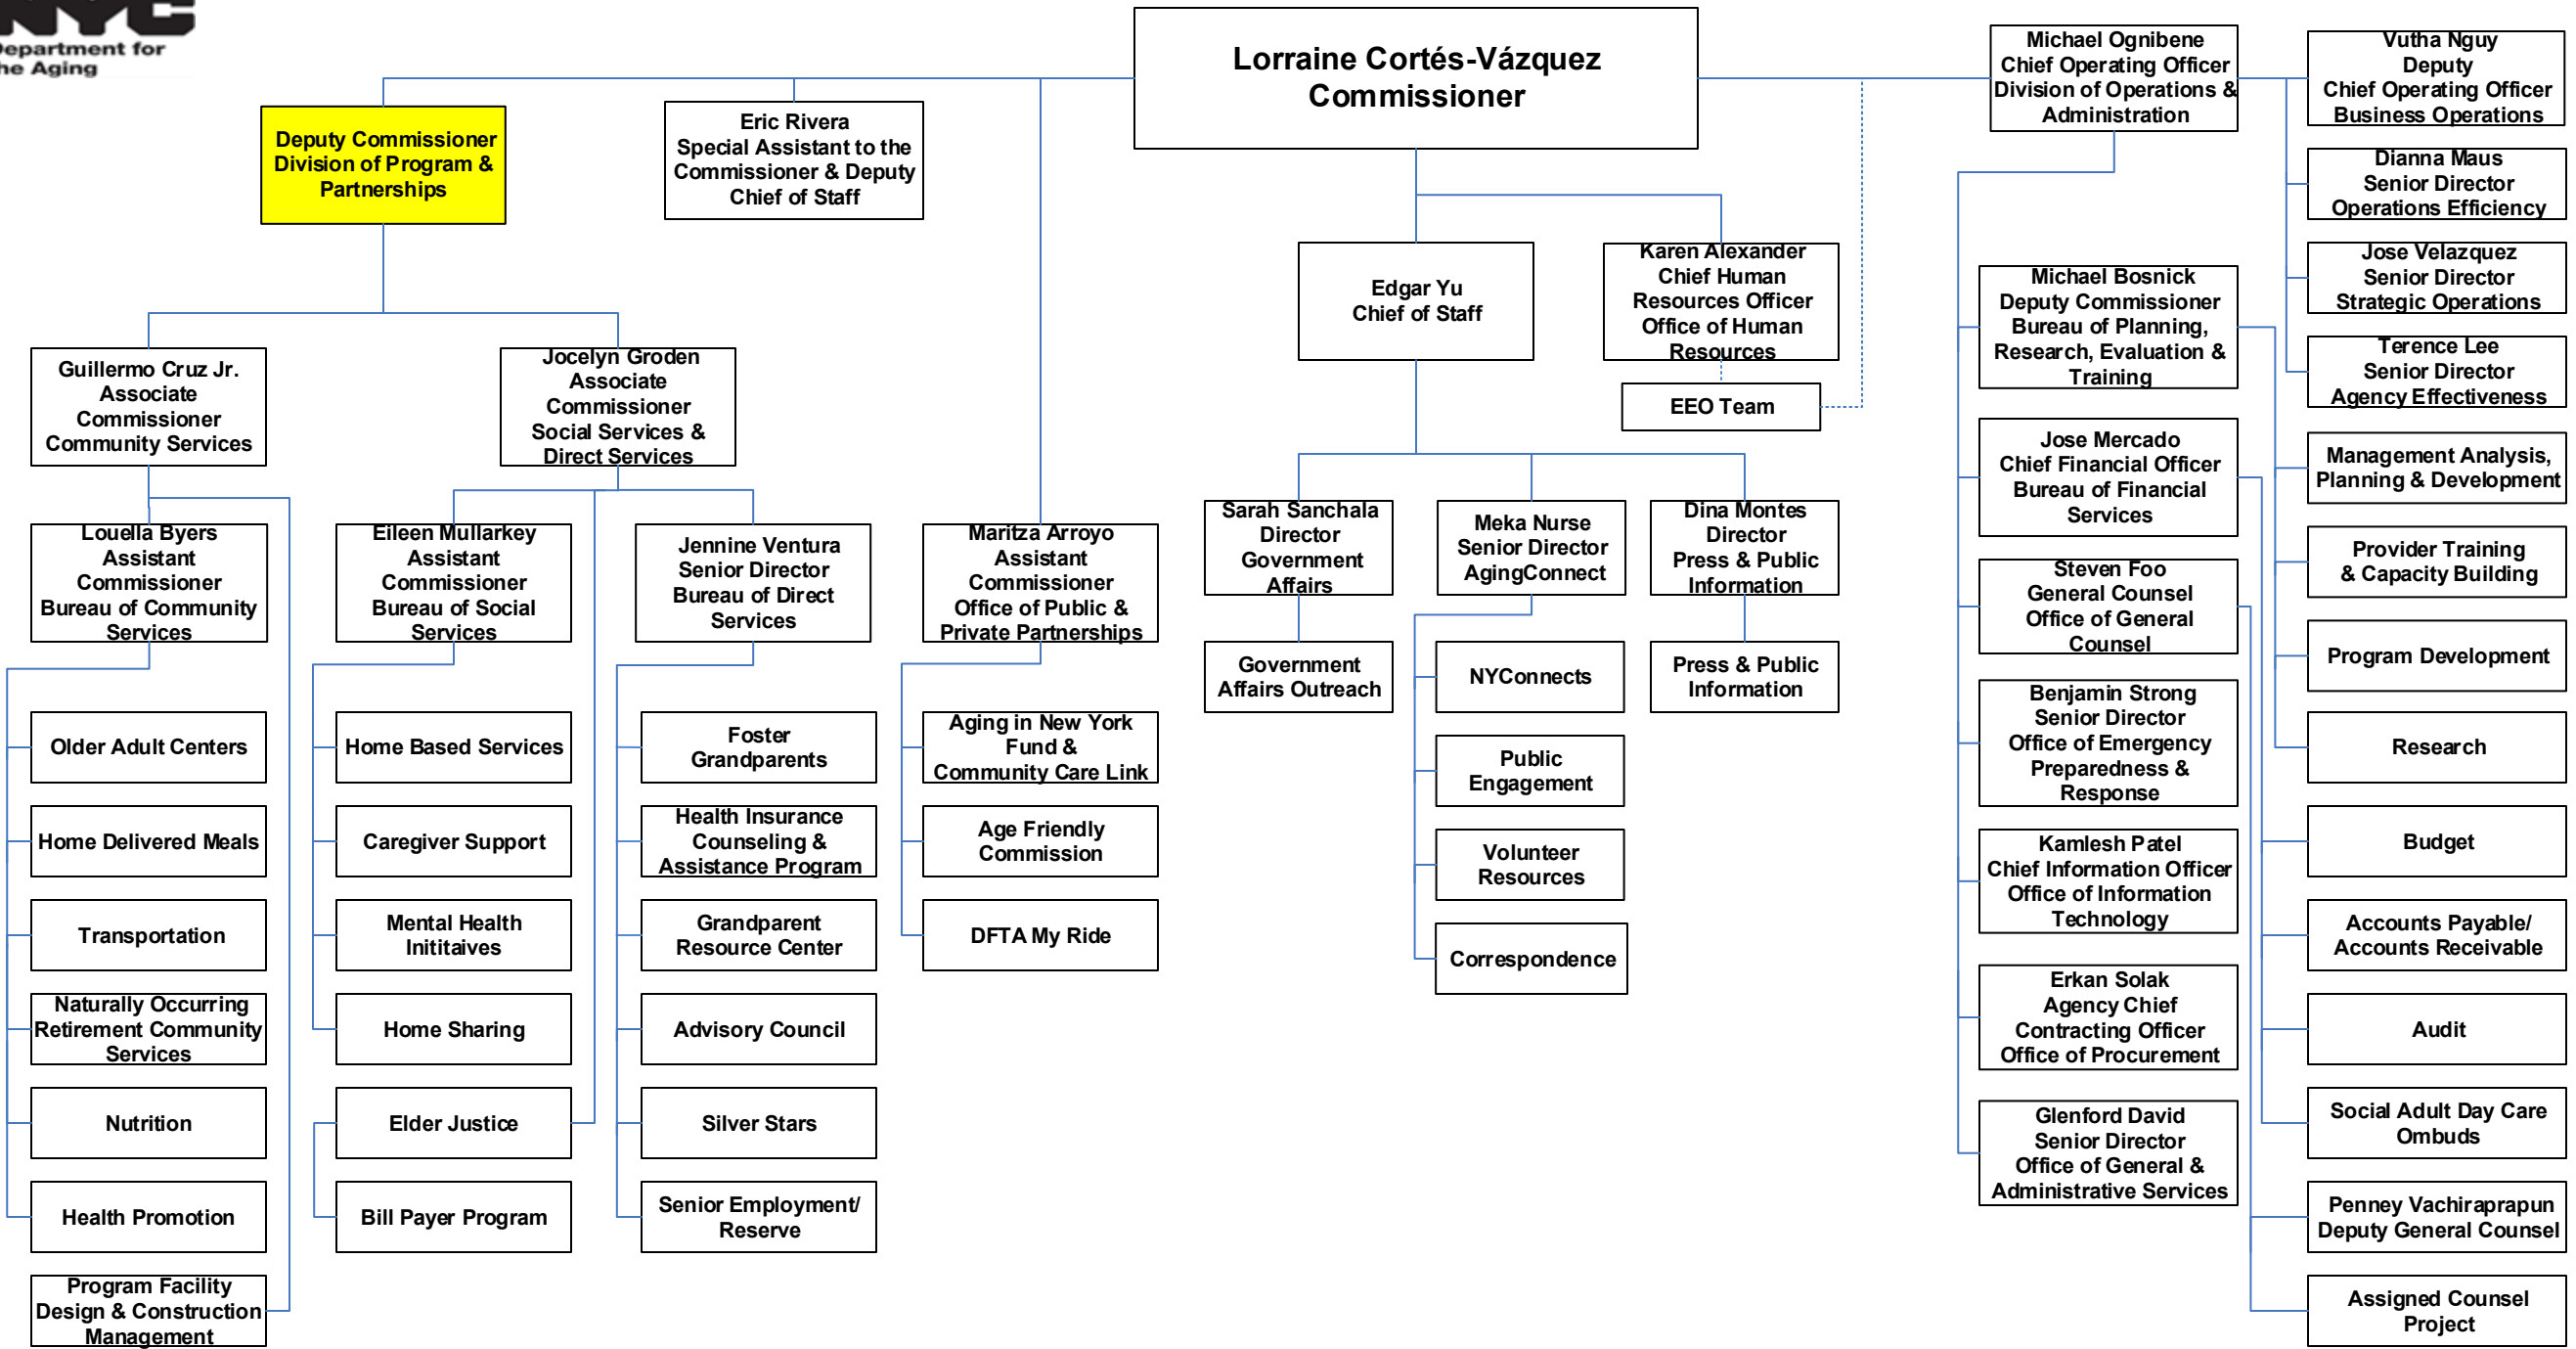 NYC
Department for
the Aging
Lorraine Cortés-Vázquez
Commissioner
Michael Ognibene
Chief Operating Officer
Division of Operations &
Administration
Vutha Nguy
Deputy
Chief Operating Officer
Business Operations
Deputy Commissioner
Division of Program &
Partnerships
Eric Rivera
Special Assistant to the
Commissioner & Deputy
Chief of Staff
Dianna Maus
Senior Director
Operations Efficiency
Edgar Yu
Chief of Staff
Karen Alexander
Chief Human
Resources Officer
Office of Human
Resources
EEO Team
Jose Velazquez
Senior Director
Strategic Operations
Terence Lee
Senior Director
Agency Effectiveness
Guillermo Cruz Jr.
Associate
Commissioner
Community Services
Jocelyn Groden
Associate
Commissioner
Social Services &
Direct Services
Louella Byers
Assistant
Commissioner
Bureau of Community
Services
Eileen Mullarkey
Assistant
Commissioner
Bureau of Social
Services
Jennine Ventura
Senior Director
Bureau of Direct
Services
Maritza Arroyo
Assistant
Commissioner
Office of Public &
Private Partnerships
Sarah Sanchala
Director
Government
Affairs
Meka Nurse
Senior Director
AgingConnect
Dina Montes
Director
Press & Public
Information
Older Adult Centers
Home Delivered Meals
Transportation
Naturally Occurring
Retirement Community
Services
Nutrition
Health Promotion
Program Facility
Design & Construction
Management
Home Based Services
Caregiver Support
Mental Health
Inititaives
Home Sharing
Elder Justice
Bill Payer Program
Foster
Grandparents
Health Insurance
Counseling &
Assistance Program
Grandparent
Resource Center
Advisory Council
Silver Stars
Senior Employment/
Reserve
Aging in New York
Fund &
Community Care Link
Age Friendly
Commission
DFTA My Ride
Government
Affairs Outreach
NYConnects
Public
Engagement
Volunteer
Resources
Correspondence
Press & Public
Information
Michael Bosnick
Deputy Commissioner
Bureau of Planning,
Research, Evaluation &
Training
Jose Mercado
Chief Financial Officer
Bureau of Financial
Services
Steven Foo
General Counsel
Office of General
Counsel
Benjamin Strong
Senior Director
Office of Emergency
Preparedness &
Response
Kamlesh Patel
Chief Information Officer
Office of Information
Technology
Erkan Solak
Agency Chief
Contracting Officer
Office of Procurement
Glenford David
Senior Director
Office of General &
Administrative Services
Management Analysis,
Planning & Development
Provider Training
& Capacity Building
Program Development
Research
Budget
Accounts Payable/
Accounts Receivable
Audit
Social Adult Day Care
Ombuds
Penney Vachiraprapun
Deputy General Counsel
Assigned Counsel
Project